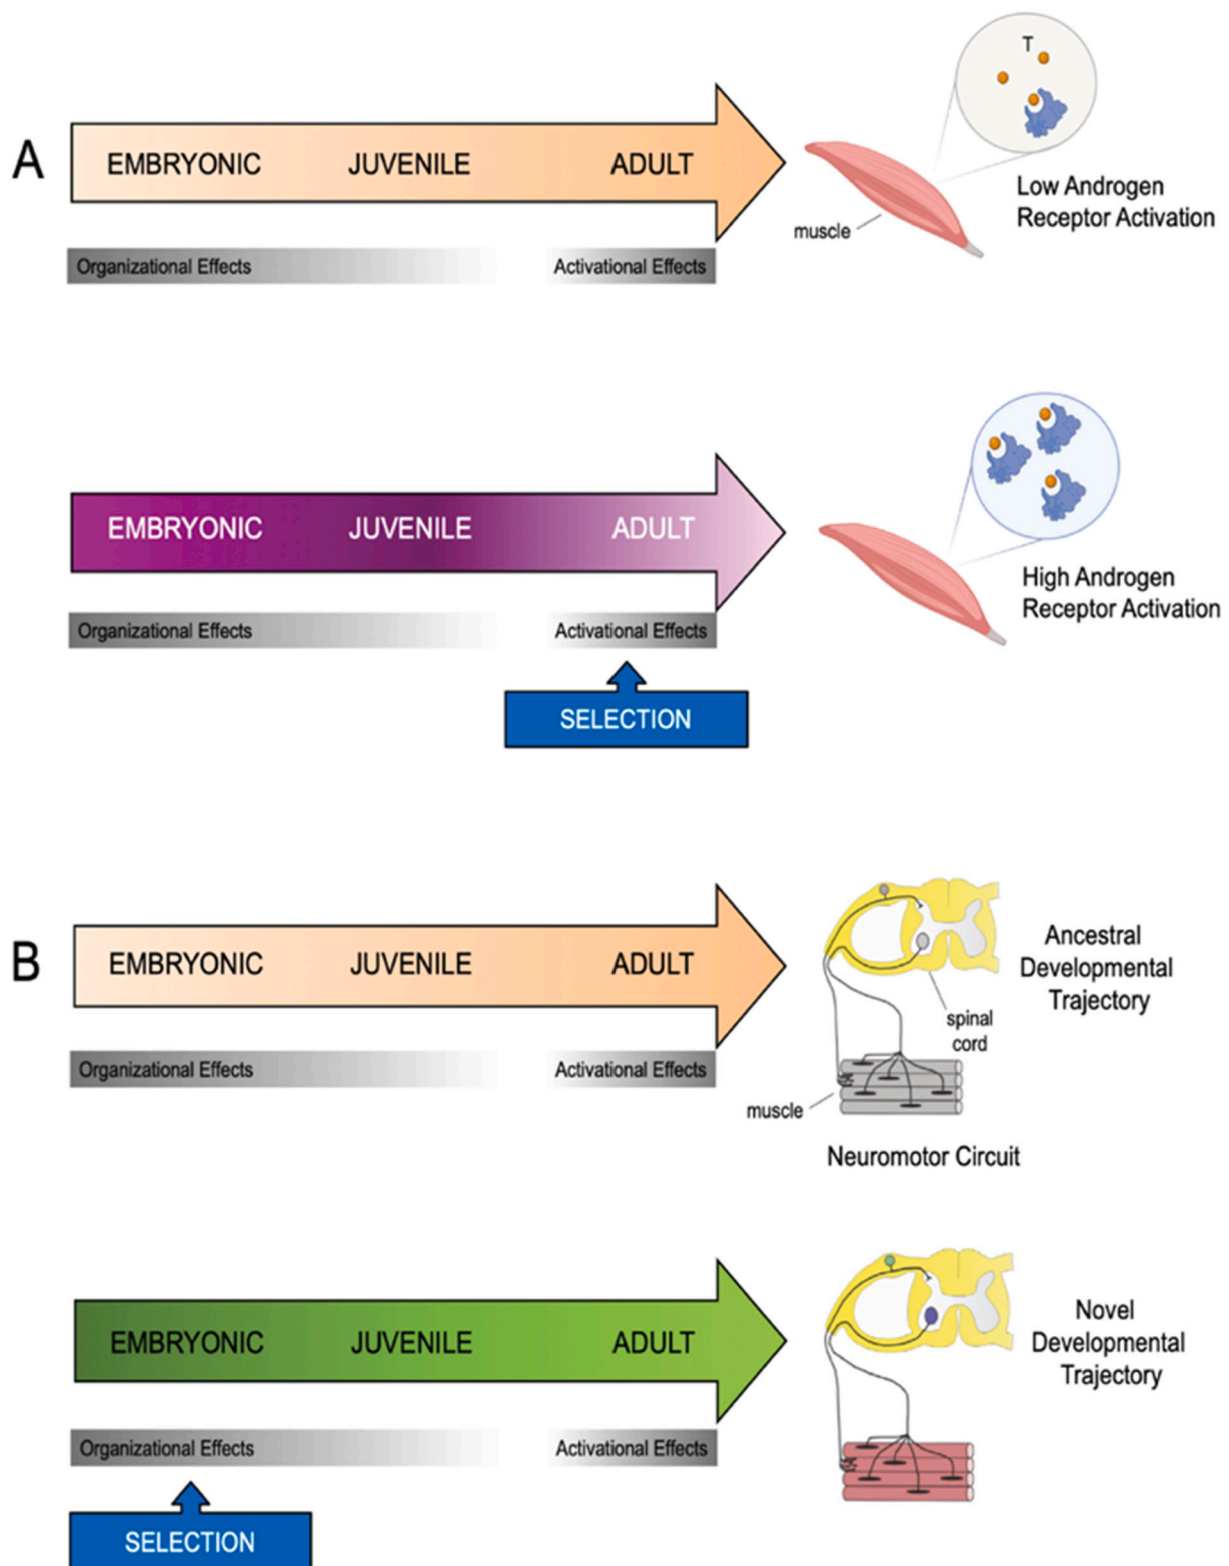 A
EMBRYONIC JUVENILE ADULT
Organizational Effects Activational Effects
T
muscle
Low Androgen
Receptor Activation
EMBRYONIC JUVENILE ADULT
Organizational Effects Activational Effects
SELECTION
High Androgen
Receptor Activation
B
EMBRYONIC JUVENILE ADULT
Organizational Effects Activational Effects
spinal
cord
muscle
Ancestral
Developmental
Trajectory
Neuromotor Circuit
EMBRYONIC JUVENILE ADULT
Organizational Effects Activational Effects
SELECTION
Novel
Developmental
Trajectory